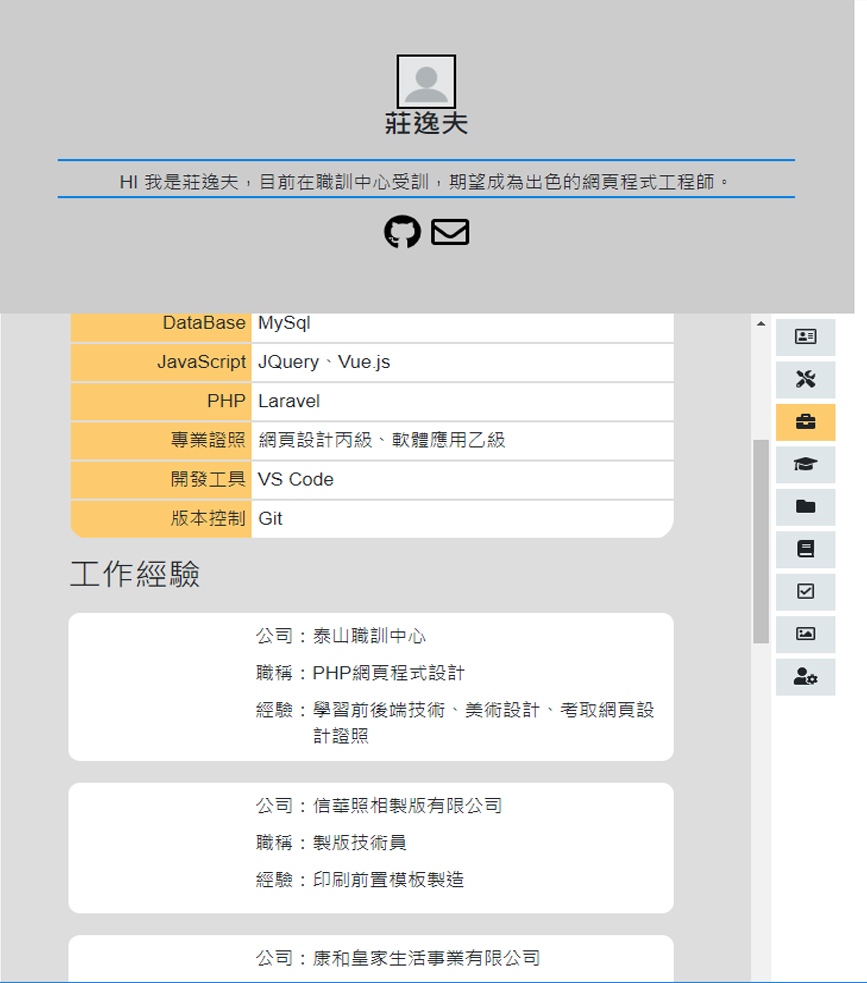 莊逸夫
HI 我是莊逸夫，目前在職訓中心受訓，期望成為出色的網頁程式工程師。
DataBase MySql
JavaScript JQuery、Vue.js
PHP Laravel
專業證照 網頁設計丙級、軟體應用乙級
開發工具 VS Code
版本控制 Git
工作經驗
公司：泰山職訓中心
職稱：PHP網頁程式設計
經驗：學習前後端技術、美術設計、考取網頁設
計證照
公司：信華照相製版有限公司
職稱：製版技術員
經驗：印刷前置模板製造
公司：康和皇家生活事業有限公司